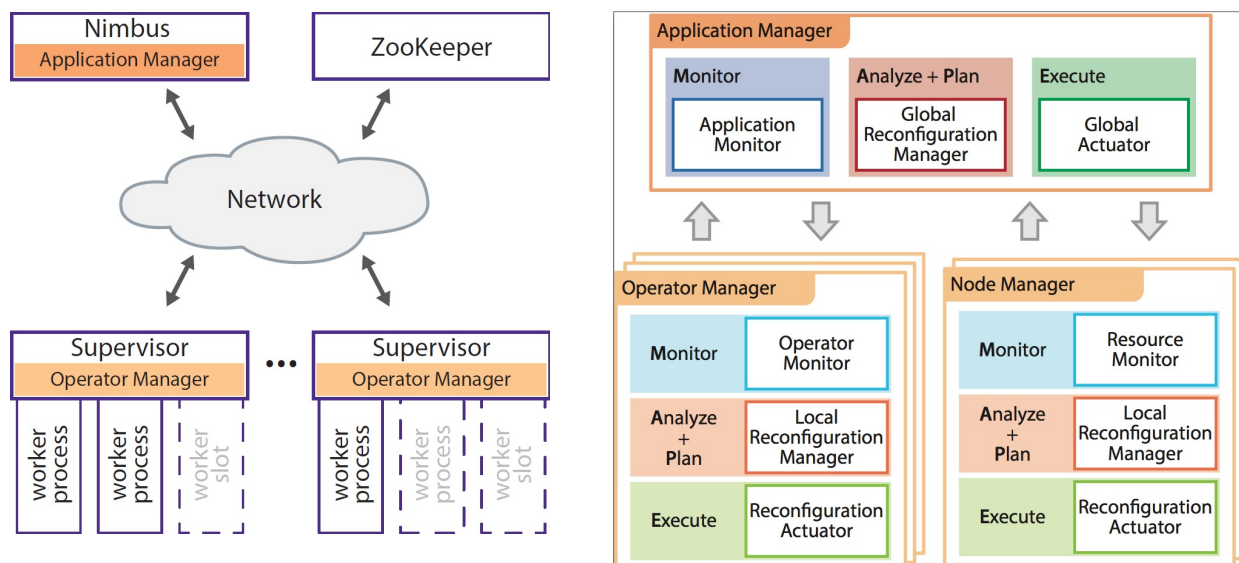 Nimbus
Application Manager
ZooKeeper
Network
Supervisor
Operator Manager
•••
Supervisor
Operator Manager
worker
process
worker
process
worker
slot
worker
process
worker
process
worker
slot
Application Manager
Monitor
Application
Monitor
Analyze + Plan
Global
Reconfiguration
Manager
Execute
Global
Actuator
Operator Manager
Monitor
Operator
Monitor
Analyze
+
Plan
Local
Reconfiguration
Manager
Execute
Reconfiguration
Actuator
Node Manager
Monitor
Resource
Monitor
Analyze
+
Plan
Local
Reconfiguration
Manager
Execute
Reconfiguration
Actuator